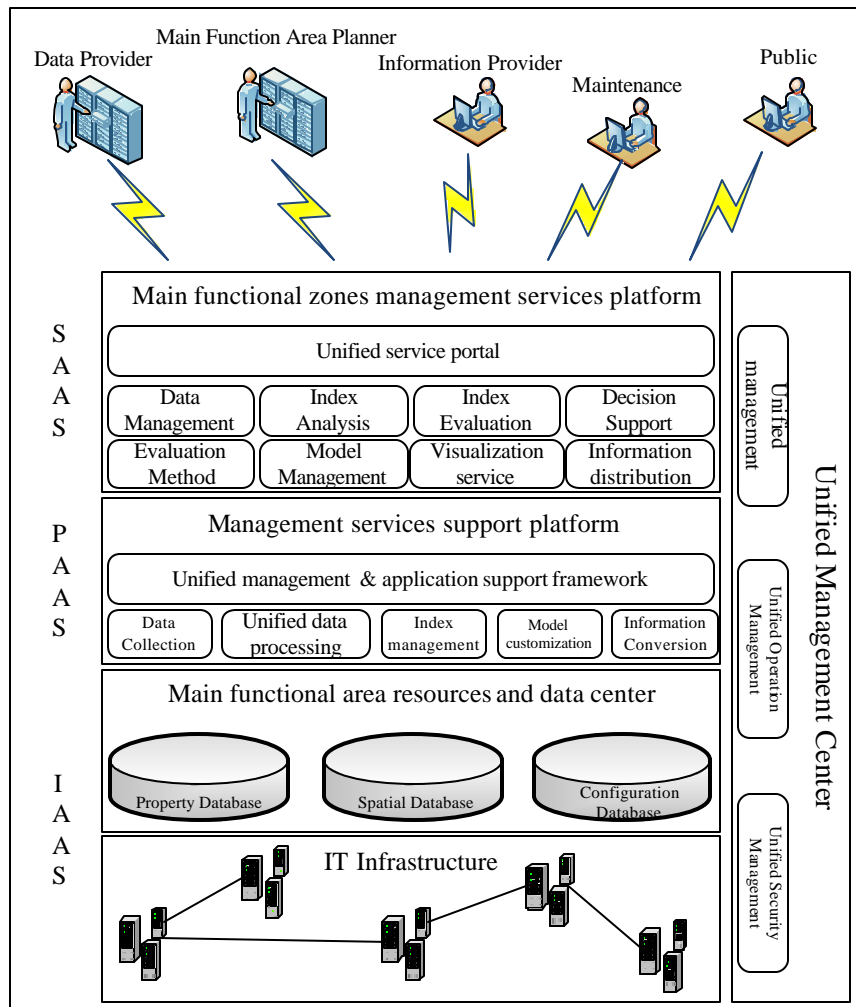 Main Function Area Planner
Data Provider
Information Provider
Maintenance
Public
SAAS
Main functional zones management services platform
Unified service portal
Data
Management
Index
Analysis
Index
Evaluation
Decision
Support
Evaluation
Method
Model
Management
Visualization
service
Information
distribution
PAAS
Management services support platform
Unified management & application support framework
Data
Collection
Unified data
processing
Index
management
Model
customization
Information
Conversion
IAAS
Main functional area resources and data center
Property Database
Spatial Database
Configuration
Database
IT Infrastructure
Unified
management
Unified Operation
Management
Unified Security
Management
Unified Management Center